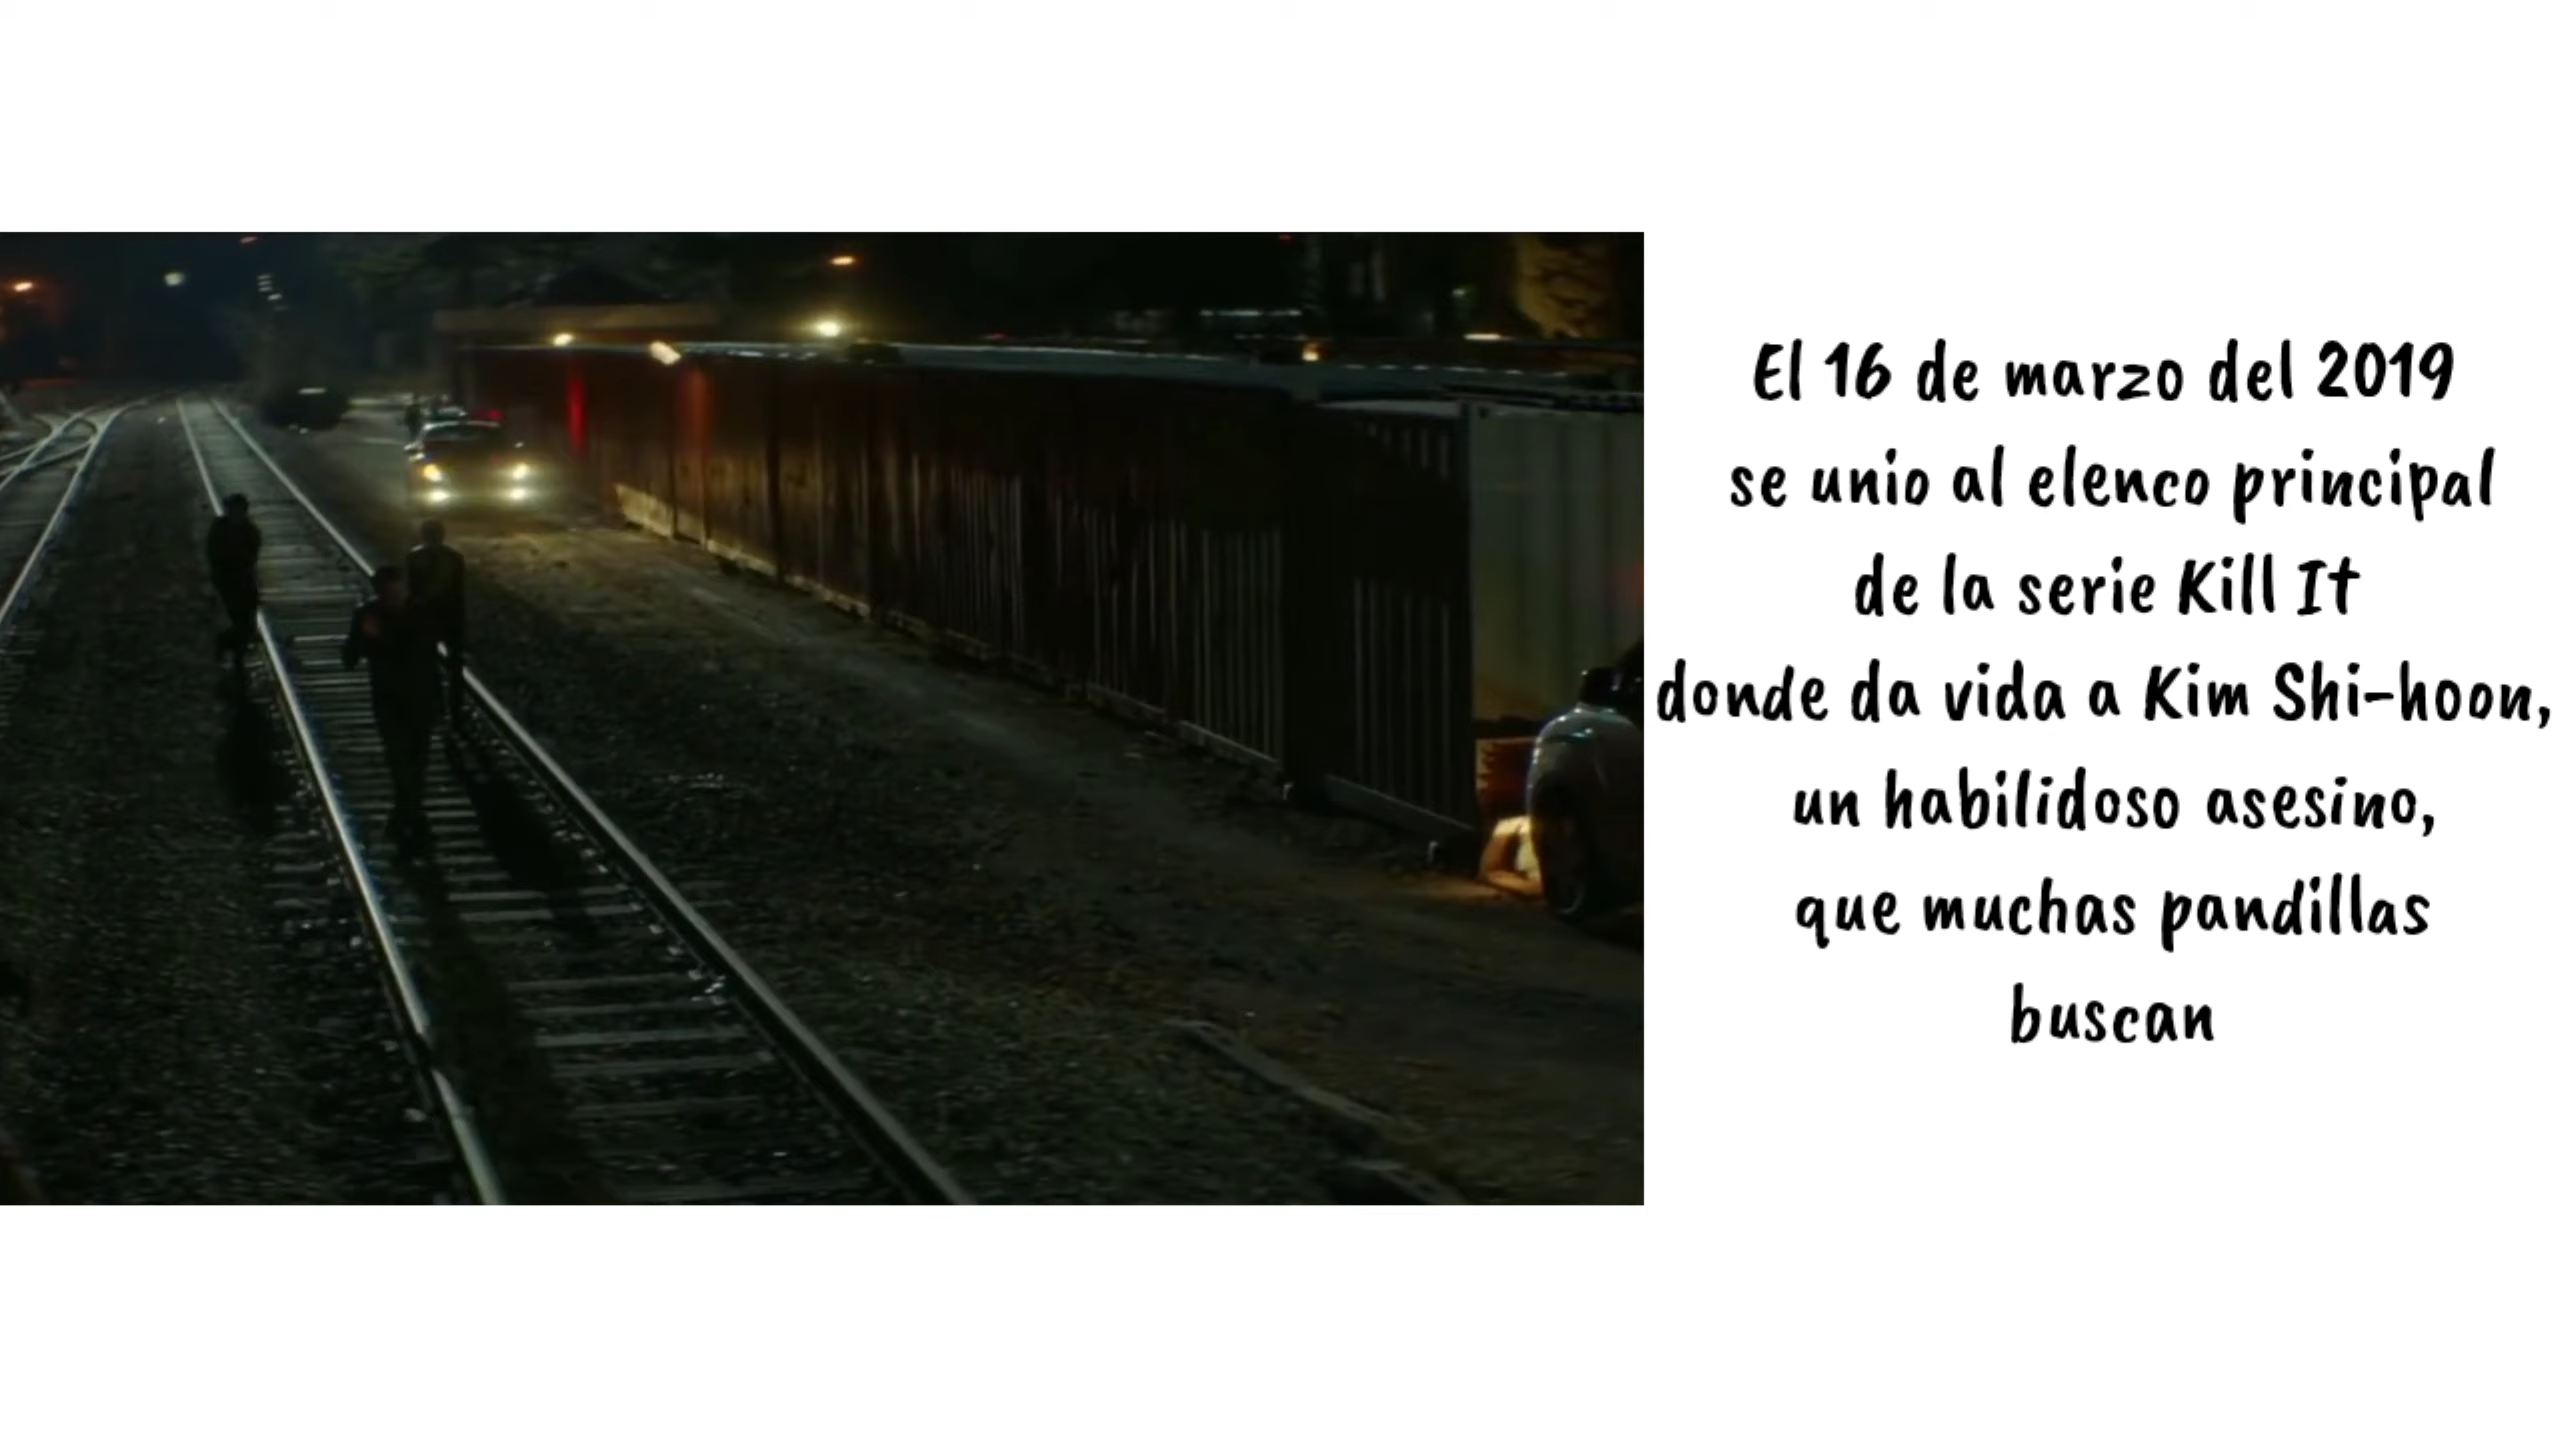 El 16 de marzo del 2019
se unio al elenco principal
de la serie Kill It
donde da vida a Kim Shi-hoon,
un habilidoso asesino,
que muchas pandillas
buscan